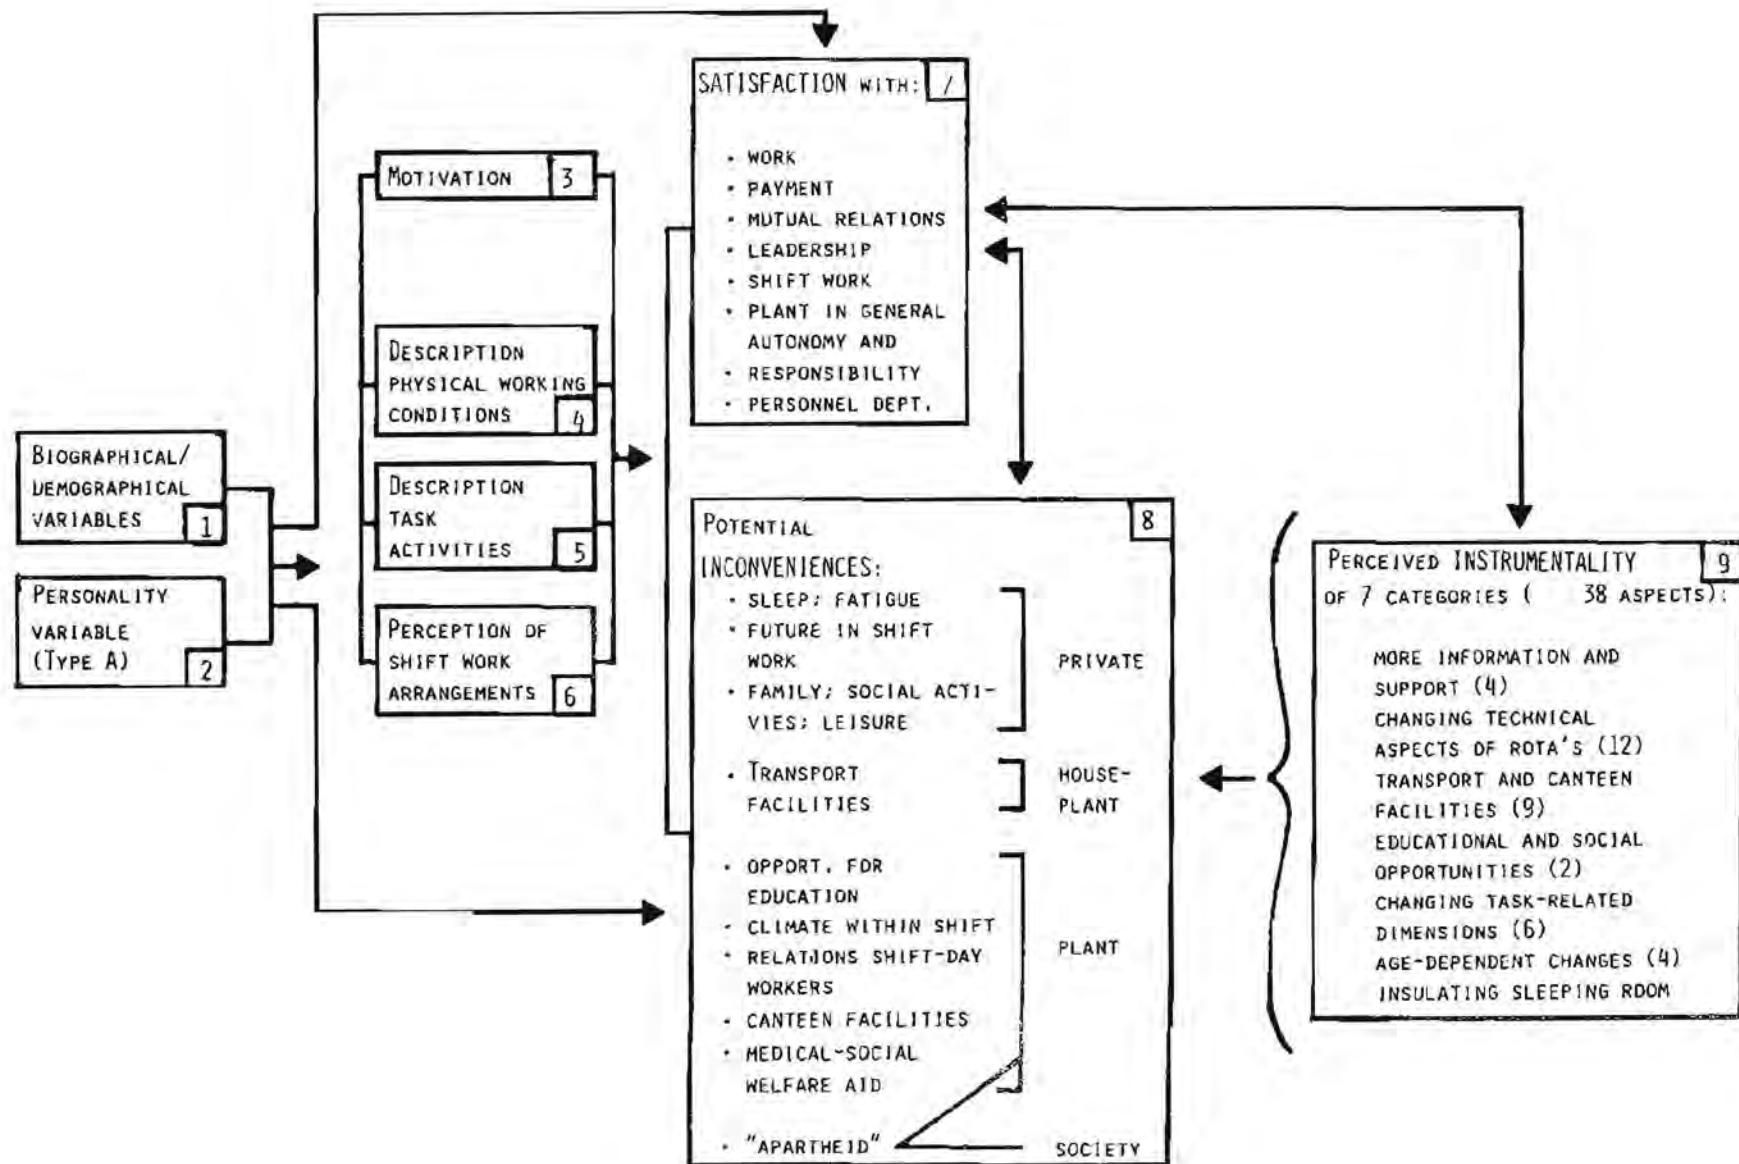 BIOGRAPHICAL/
DEMOGRAPHICAL
VARIABLES
1
PERSONALITY
VARIABLE
(TYPE A)
2
MOTIVATION
3
DESCRIPTION
PHYSICAL WORKING
CONDITIONS
4
DESCRIPTION
TASK
ACTIVITIES
5
PERCEPTION OF
SHIFT WORK
ARRANGEMENTS
6
SATISFACTION WITH:
7
• WORK
• PAYMENT
• MUTUAL RELATIONS
• LEADERSHIP
• SHIFT WORK
• PLANT IN GENERAL
AUTONOMY AND
• RESPONSIBILITY
• PERSONNEL DEPT.
POTENTIAL
8
INCONVENIENCES:
• SLEEP; FATIGUE
• FUTURE IN SHIFT
WORK
• FAMILY; SOCIAL ACTI-
VIES; LEISURE
PRIVATE
• TRANSPORT
FACILITIES
HOUSE-
PLANT
• OPPORT. FOR
EDUCATION
• CLIMATE WITHIN SHIFT
• RELATIONS SHIFT-DAY
WORKERS
• CANTEEN FACILITIES
• MEDICAL-SOCIAL
WELFARE AID
PLANT
• "APARTHEID"
SOCIETY
PERCEIVED INSTRUMENTALITY
9
OF 7 CATEGORIES ( 38 ASPECTS):
MORE INFORMATION AND
SUPPORT (4)
CHANGING TECHNICAL
ASPECTS OF ROTA'S (12)
TRANSPORT AND CANTEEN
FACILITIES (9)
EDUCATIONAL AND SOCIAL
OPPORTUNITIES (2)
CHANGING TASK-RELATED
DIMENSIONS (6)
AGE-DEPENDENT CHANGES (4)
INSULATING SLEEPING ROOM